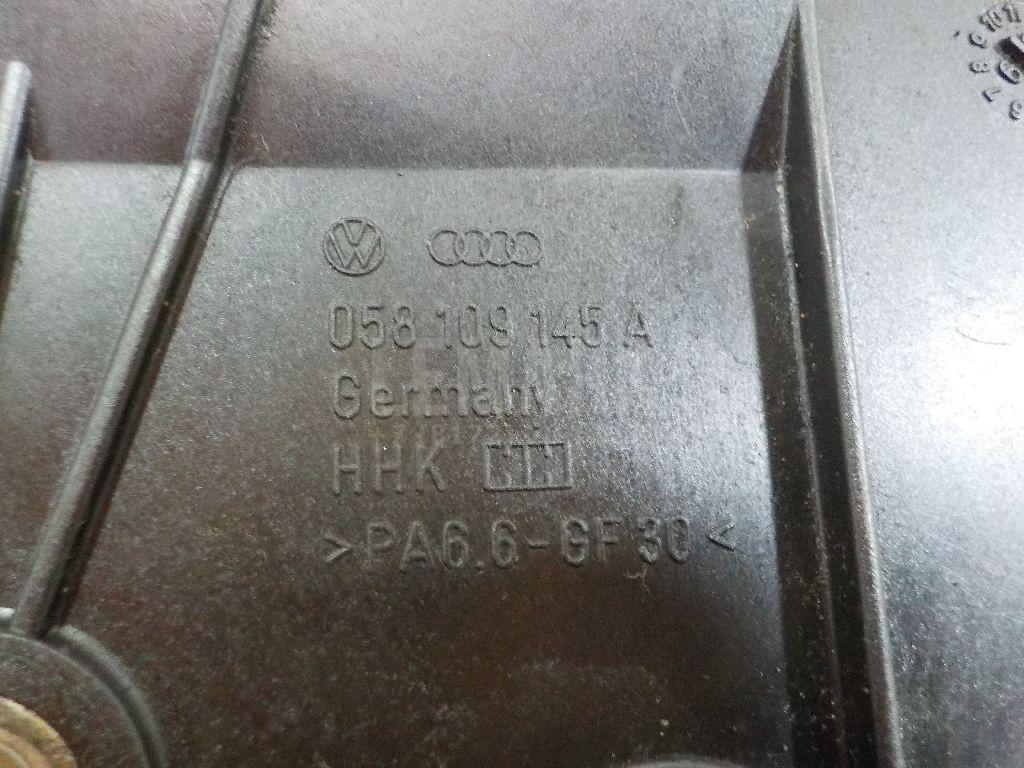 058 109 145 A
Germany
HHK
>PA6.6-GF30<